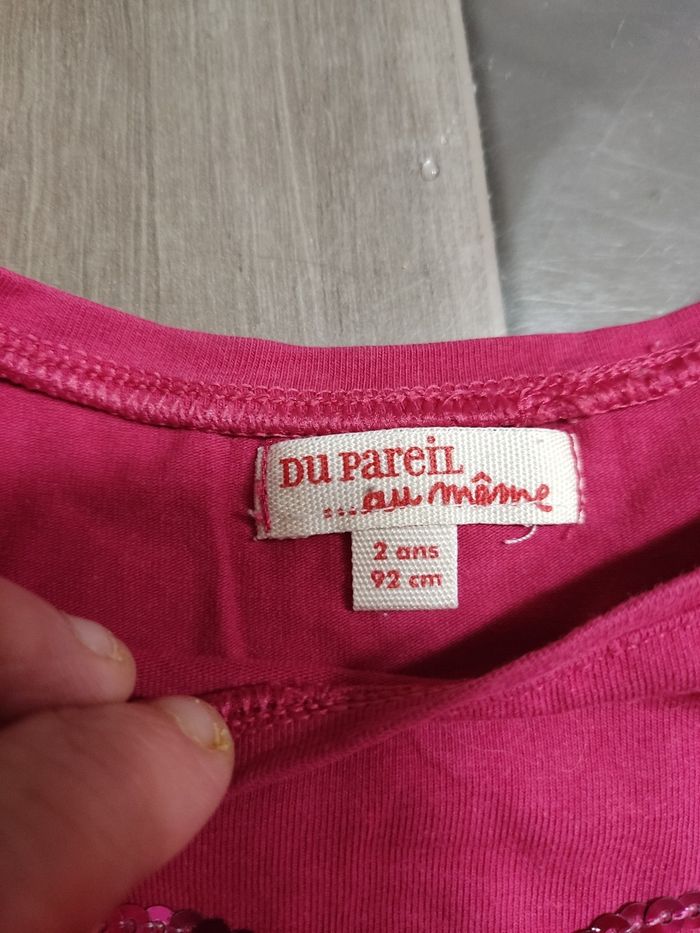 DU PareiL
...au même
2 ans
92 cm